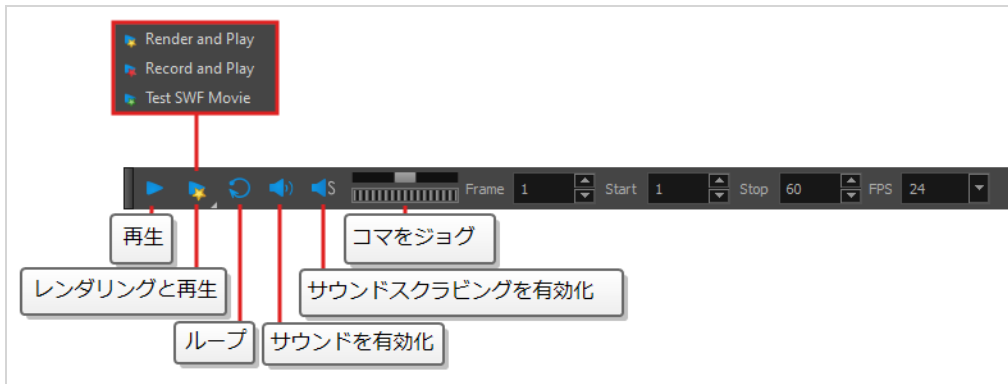 Render and Play
Record and Play
Test SWF Movie
S Frame 1 Start 1 Stop 60 FPS 24
再生
コマをジョグ
レンダリングと再生
サウンドスクラビングを有効化
ループ
サウンドを有効化